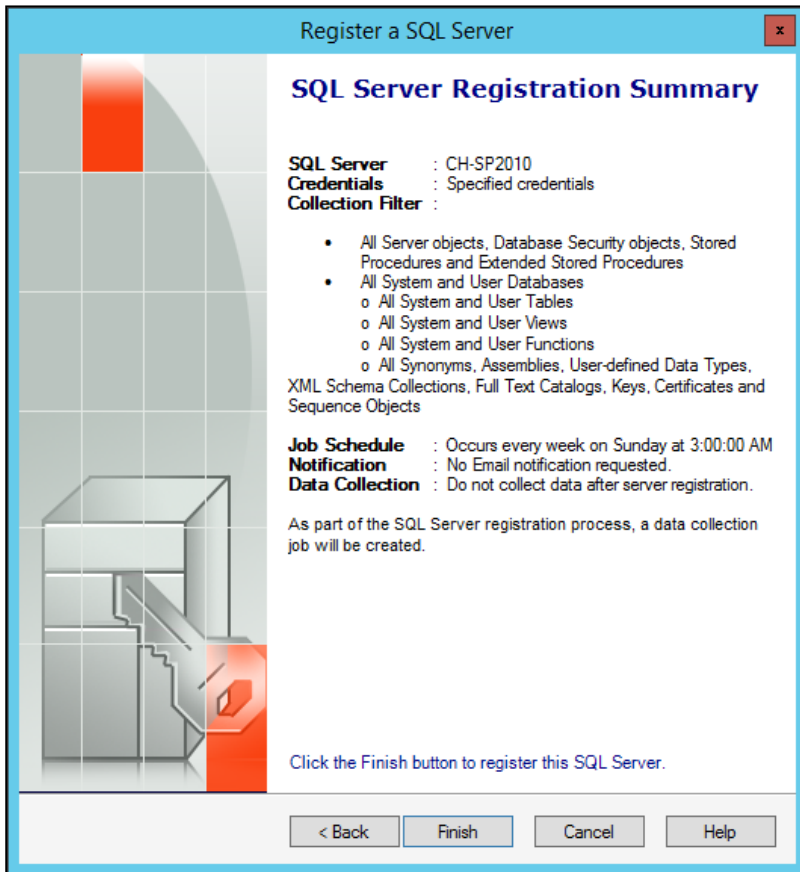 Register a SQL Server
x
SQL Server Registration Summary
SQL Server : CH-SP2010
Credentials : Specified credentials
Collection Filter :
• All Server objects, Database Security objects, Stored
Procedures and Extended Stored Procedures
• All System and User Databases
o All System and User Tables
o All System and User Views
o All System and User Functions
o All Synonyms, Assemblies, User-defined Data Types,
XML Schema Collections, Full Text Catalogs, Keys, Certificates and
Sequence Objects
Job Schedule : Occurs every week on Sunday at 3:00:00 AM
Notification : No Email notification requested.
Data Collection : Do not collect data after server registration.
As part of the SQL Server registration process, a data collection
job will be created.
Click the Finish button to register this SQL Server.
< Back Finish Cancel Help